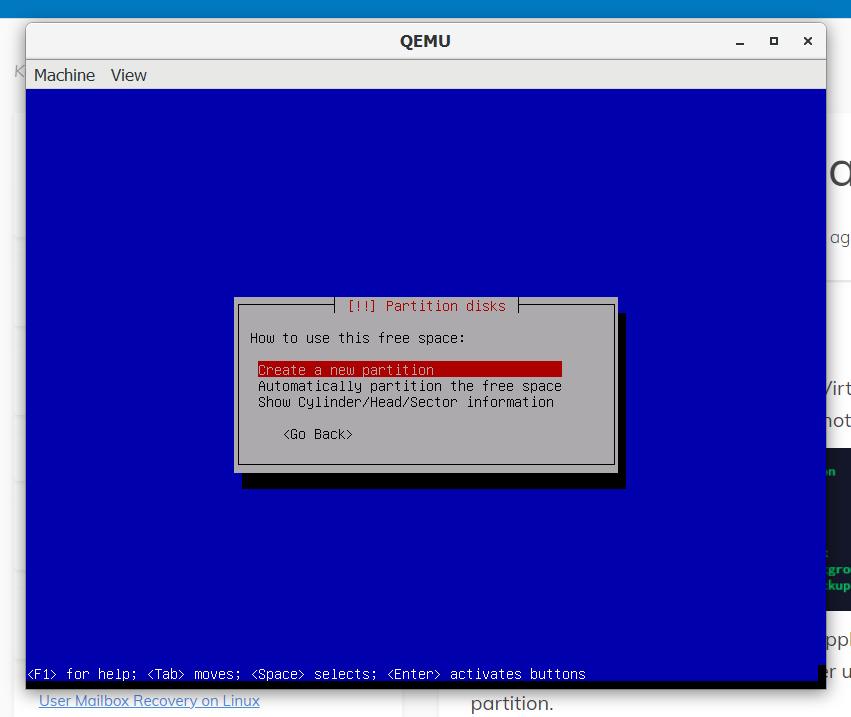 QEMU
Machine View
[!!] Partition disks
How to use this free space:
Create a new partition
Automatically partition the free space
Show Cylinder/Head/Sector information
<Go Back>
<F1> for help; <Tab> moves; <Space> selects; <Enter> activates buttons
User Mailbox Recovery on Linux
partition.